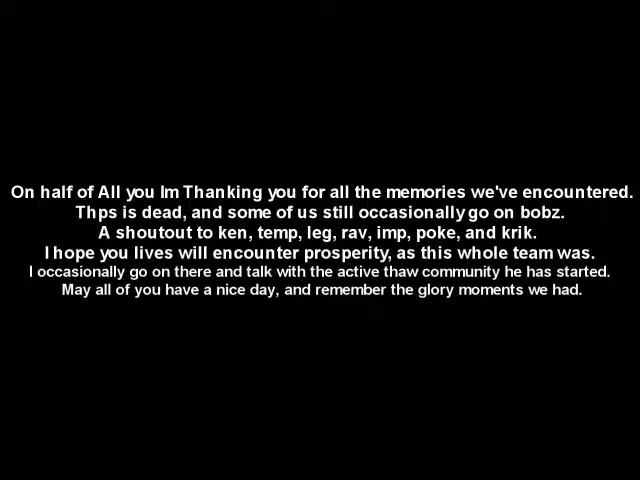 On half of All you Im Thanking you for all the memories we've encountered.
Thps is dead, and some of us still occasionally go on bobz.
A shoutout to ken, temp, leg, rav, imp, poke, and krik.
I hope you lives will encounter prosperity, as this whole team was.
I occasionally go on there and talk with the active thaw community he has started.
May all of you have a nice day, and remember the glory moments we had.